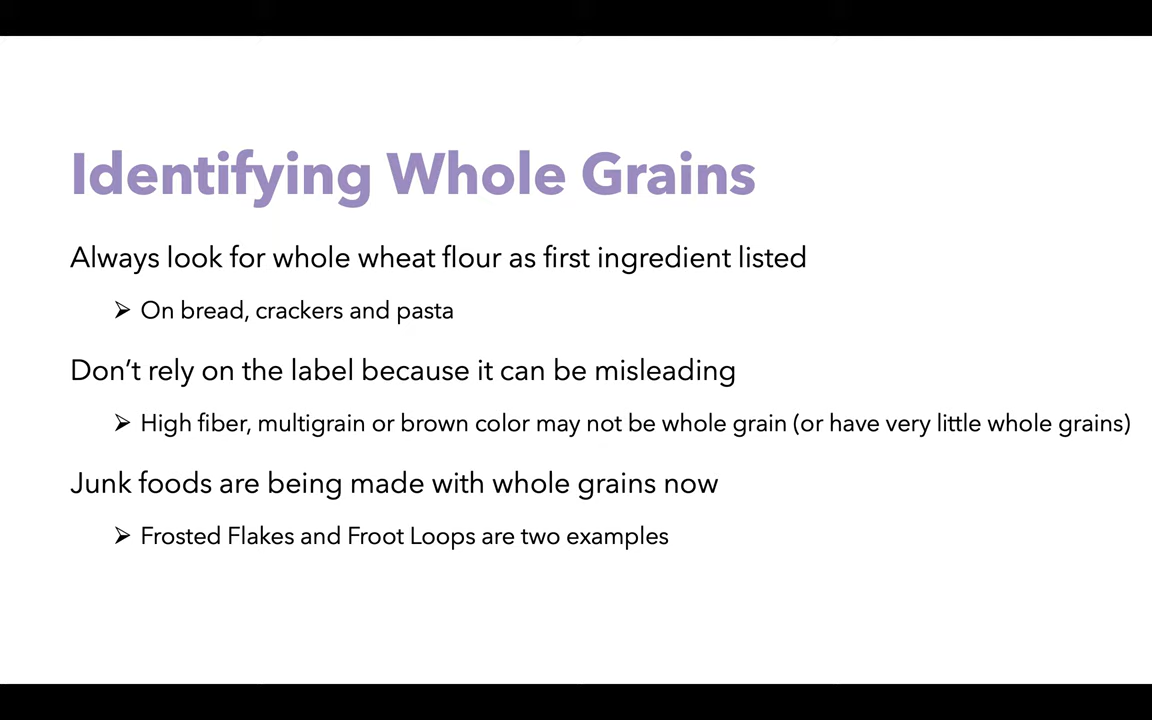 Identifying Whole Grains
Always look for whole wheat flour as first ingredient listed
➢ On bread, crackers and pasta
Don’t rely on the label because it can be misleading
➢ High fiber, multigrain or brown color may not be whole grain (or have very little whole grains)
Junk foods are being made with whole grains now
➢ Frosted Flakes and Froot Loops are two examples